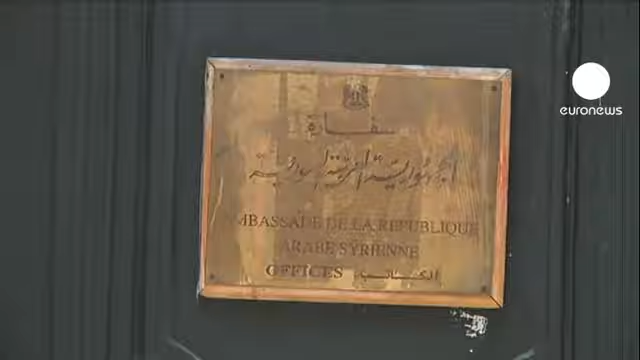 سفارة
الجمهورية العربية السورية
AMBASSADE DE LA REPUBLIQUE
ARABE SYRIENNE
OFFICES المكاتب
euronews